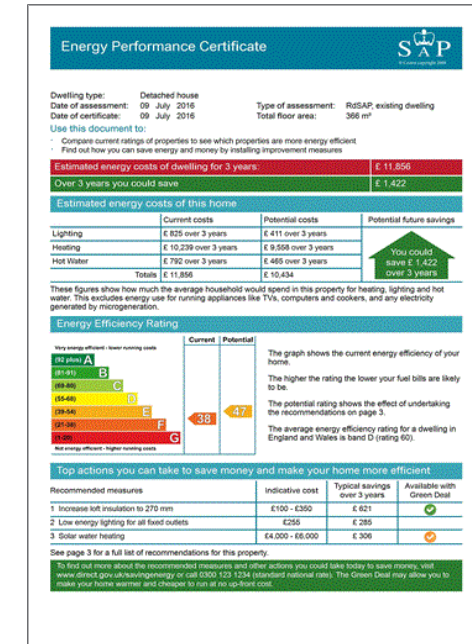 Energy Performance Certificate
SAP
© Crown copyright 2009
Dwelling type: Detached house
Date of assessment: 09 July 2016 Type of assessment: RdSAP, existing dwelling
Date of certificate: 09 July 2016 Total floor area: 366 m²
Use this document to:
· Compare current ratings of properties to see which properties are more energy efficient
· Find out how you can save energy and money by installing improvement measures
Estimated energy costs of dwelling for 3 years: £ 11,856
Over 3 years you could save £ 1,422
Estimated energy costs of this home
Current costs Potential costs Potential future savings
Lighting £ 825 over 3 years £ 411 over 3 years
Heating £ 10,239 over 3 years £ 9,558 over 3 years
Hot Water £ 792 over 3 years £ 465 over 3 years
Totals £ 11,856 £ 10,434
You could
save £ 1,422
over 3 years
These figures show how much the average household would spend in this property for heating, lighting and hot
water. This excludes energy use for running appliances like TVs, computers and cookers, and any electricity
generated by microgeneration.
Energy Efficiency Rating
Current Potential
Very energy efficient - lower running costs
(92 plus) A
(81-91) B
(69-80) C
(55-68) D
(39-54) E
(21-38) F
(1-20) G
Not energy efficient - higher running costs
38
47
The graph shows the current energy efficiency of your
home.
The higher the rating the lower your fuel bills are likely
to be.
The potential rating shows the effect of undertaking
the recommendations on page 3.
The average energy efficiency rating for a dwelling in
England and Wales is band D (rating 60).
Top actions you can take to save money and make your home more efficient
Recommended measures Indicative cost Typical savings over 3 years Available with Green Deal
1 Increase loft insulation to 270 mm £100 - £350 £ 621
2 Low energy lighting for all fixed outlets £255 £ 285
3 Solar water heating £4,000 - £6,000 £ 306
See page 3 for a full list of recommendations for this property.
To find out more about the recommended measures and other actions you could take today to save money, visit
www.direct.gov.uk/savingenergy or call 0300 123 1234 (standard national rate). The Green Deal may allow you to
make your home warmer and cheaper to run at no up-front cost.